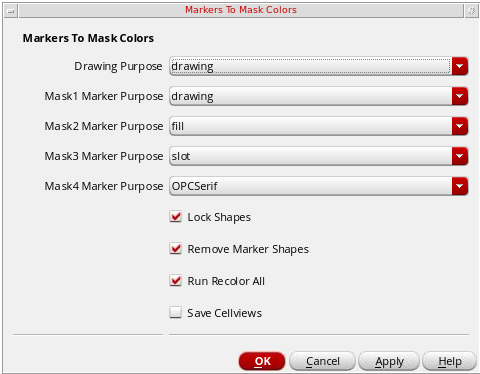 Markers To Mask Colors
Markers To Mask Colors
Drawing Purpose drawing
Mask1 Marker Purpose drawing
Mask2 Marker Purpose fill
Mask3 Marker Purpose slot
Mask4 Marker Purpose OPCSerif
Lock Shapes
Remove Marker Shapes
Run Recolor All
Save Cellviews
OK Cancel Apply Help